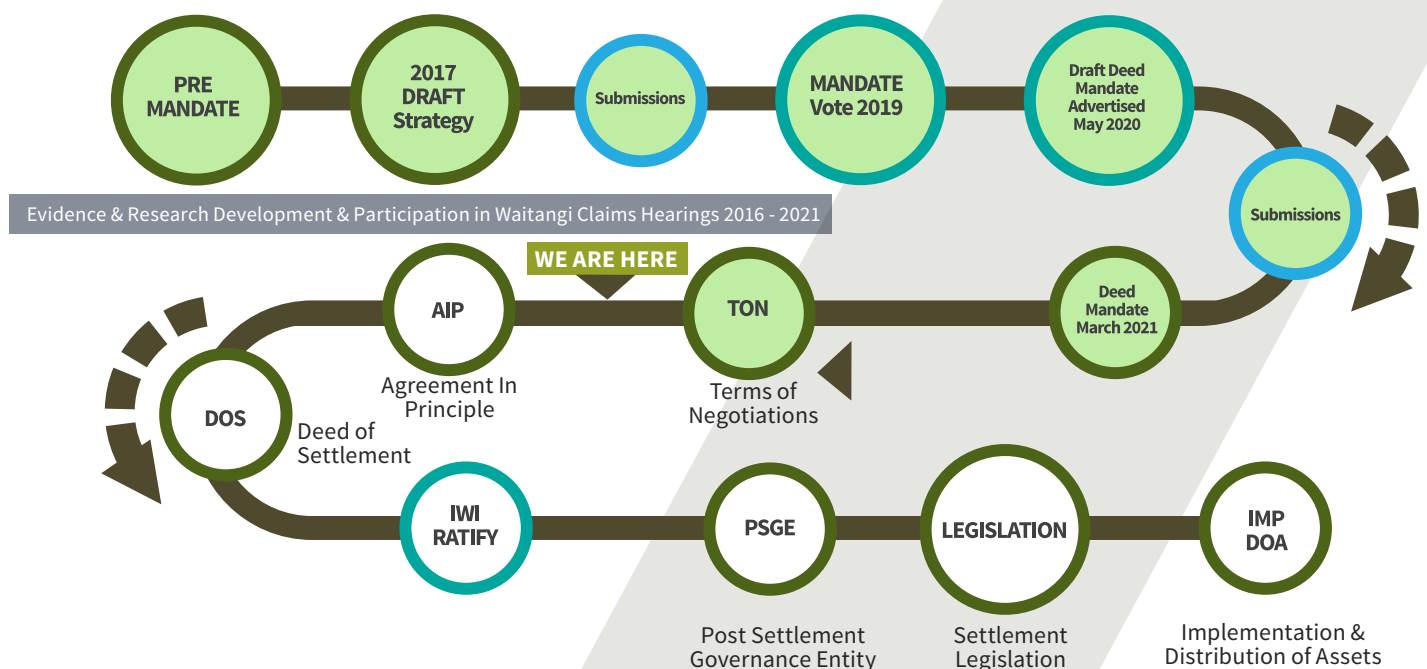 PRE
MANDATE
2017
DRAFT
Strategy
Submissions
MANDATE
Vote 2019
Draft Deed
Mandate
Advertised
May 2020
Submissions
Evidence & Research Development & Participation in Waitangi Claims Hearings 2016 - 2021
WE ARE HERE
Deed
Mandate
March 2021
TON
Terms of
Negotiations
AIP
Agreement In
Principle
DOS
Deed of
Settlement
IWI
RATIFY
PSGE
Post Settlement
Governance Entity
LEGISLATION
Settlement
Legislation
IMP
DOA
Implementation &
Distribution of Assets